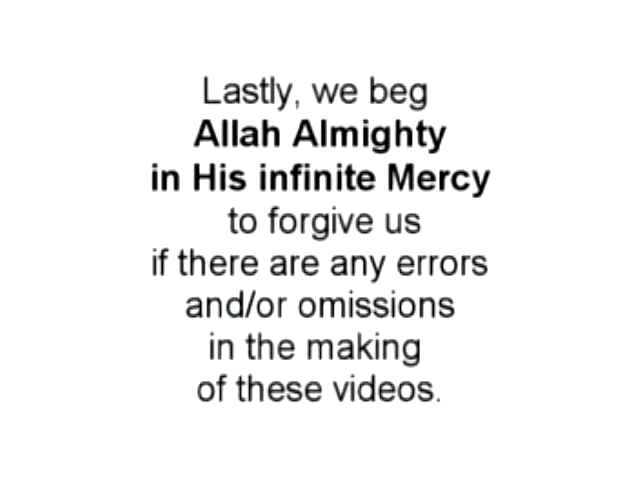 Lastly, we beg
Allah Almighty
in His infinite Mercy
to forgive us
if there are any errors
and/or omissions
in the making
of these videos.